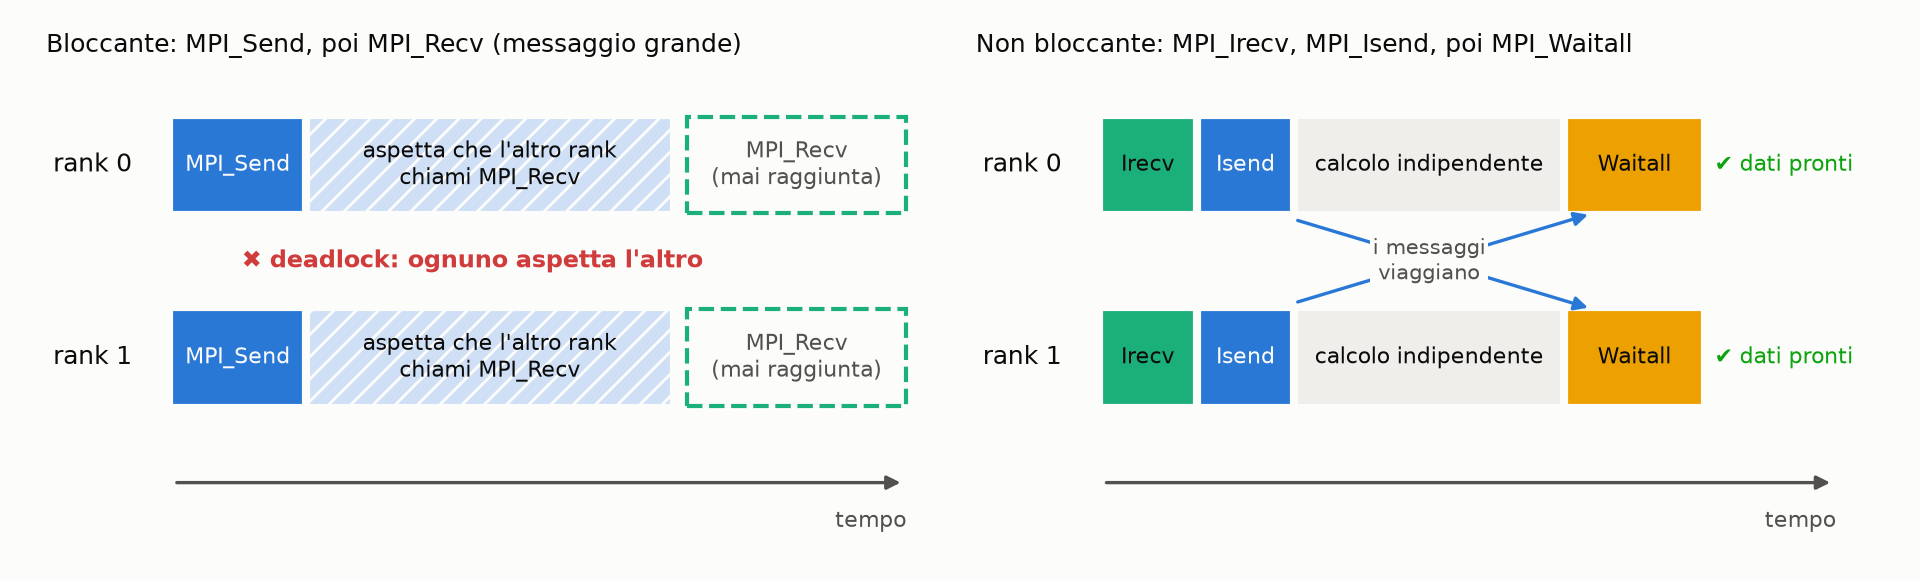 Bloccante: MPI_Send, poi MPI_Recv (messaggio grande)
rank 0
MPI_Send
aspetta che l'altro rank
chiami MPI_Recv
MPI_Recv
(mai raggiunta)
✖ deadlock: ognuno aspetta l'altro
rank 1
MPI_Send
aspetta che l'altro rank
chiami MPI_Recv
MPI_Recv
(mai raggiunta)
tempo
Non bloccante: MPI_Irecv, MPI_Isend, poi MPI_Waitall
rank 0
Irecv
Isend
calcolo indipendente
Waitall
✔ dati pronti
i messaggi
viaggiano
rank 1
Irecv
Isend
calcolo indipendente
Waitall
✔ dati pronti
tempo